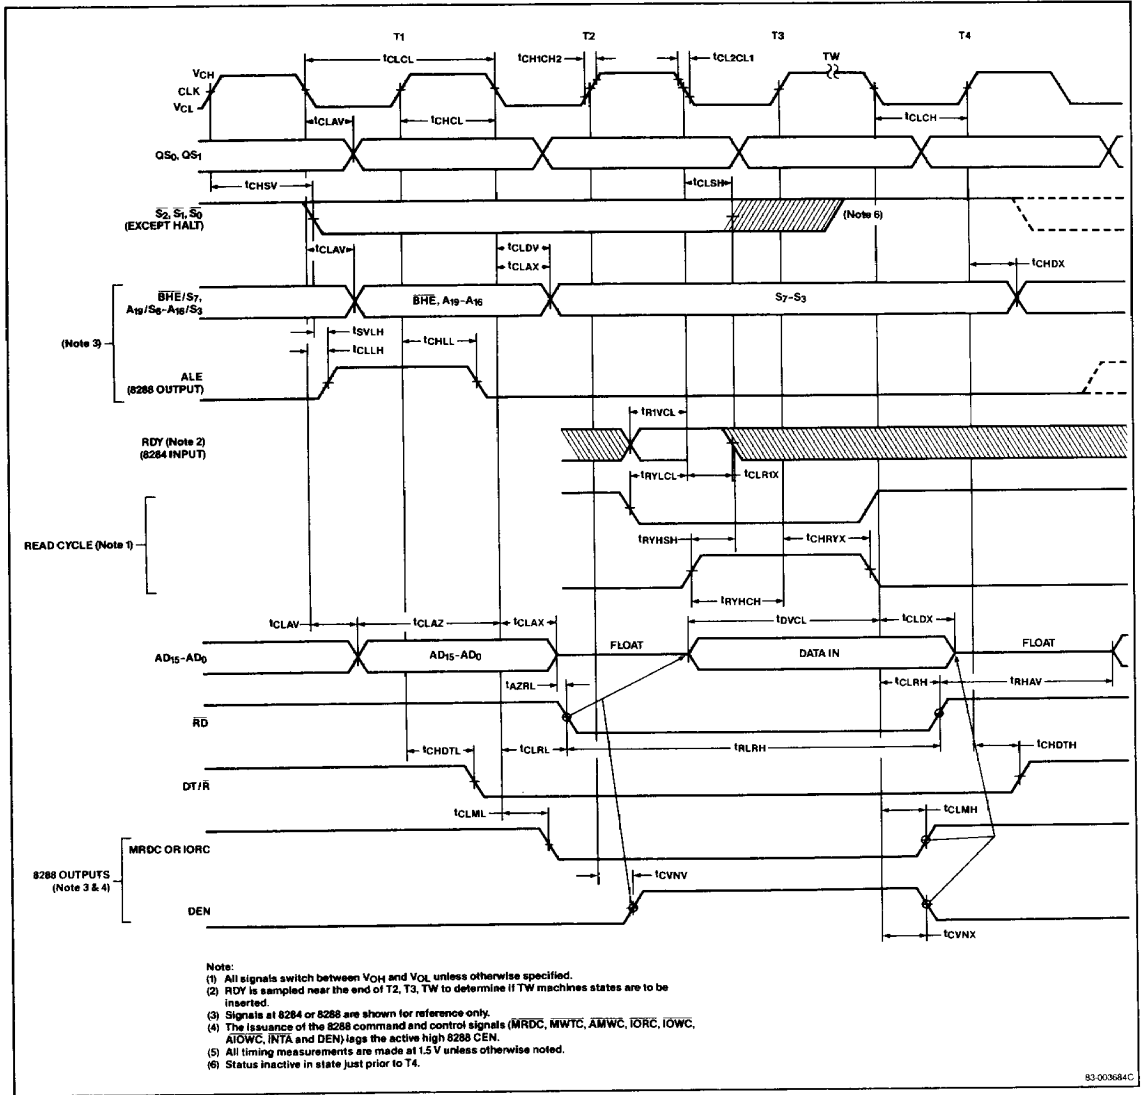 T1 T2 T3 T4
tCLCL tCH1CH2 tCL2CL1 TW
VCH
CLK
VCL
tCLAV tCHCL tCLCH
QS0, QS1
tCHSV tCLSH
S2, S1, S0
(EXCEPT HALT)
(Note 6)
tCLAV tCLDV
tCLAX tCHDX
BHE/S7,
A19/S6-A16/S3
BHE, A19-A16 S7-S3
(Note 3)
tSVLH
tCLLH tCHLL
ALE
(8288 OUTPUT)
tR1VCL
RDY (Note 2)
(8284 INPUT)
tRYLCL tCLR1X
READ CYCLE (Note 1)
tRYHSH tCHRYX
tRYHCH
tCLAV tCLAZ tCLAX tDVCL tCLDX
AD15-AD0 AD15-AD0 FLOAT DATA IN FLOAT
tAZRL tCLRH tRHAV
RD
tCHDTL tCLRL tRLRH tCHDTH
DT/R
tCLML tCLMH
MRDC OR IORC
8288 OUTPUTS
(Note 3 & 4)
tCVNV
DEN
tCVNX
Note:
(1) All signals switch between VOH and VOL unless otherwise specified.
(2) RDY is sampled near the end of T2, T3, TW to determine if TW machines states are to be
inserted.
(3) Signals at 8284 or 8288 are shown for reference only.
(4) The issuance of the 8288 command and control signals (MRDC, MWTC, AMWC, IORC, IOWC,
AIOWC, INTA and DEN) lags the active high 8288 CEN.
(5) All timing measurements are made at 1.5 V unless otherwise noted.
(6) Status inactive in state just prior to T4.
83-003684C